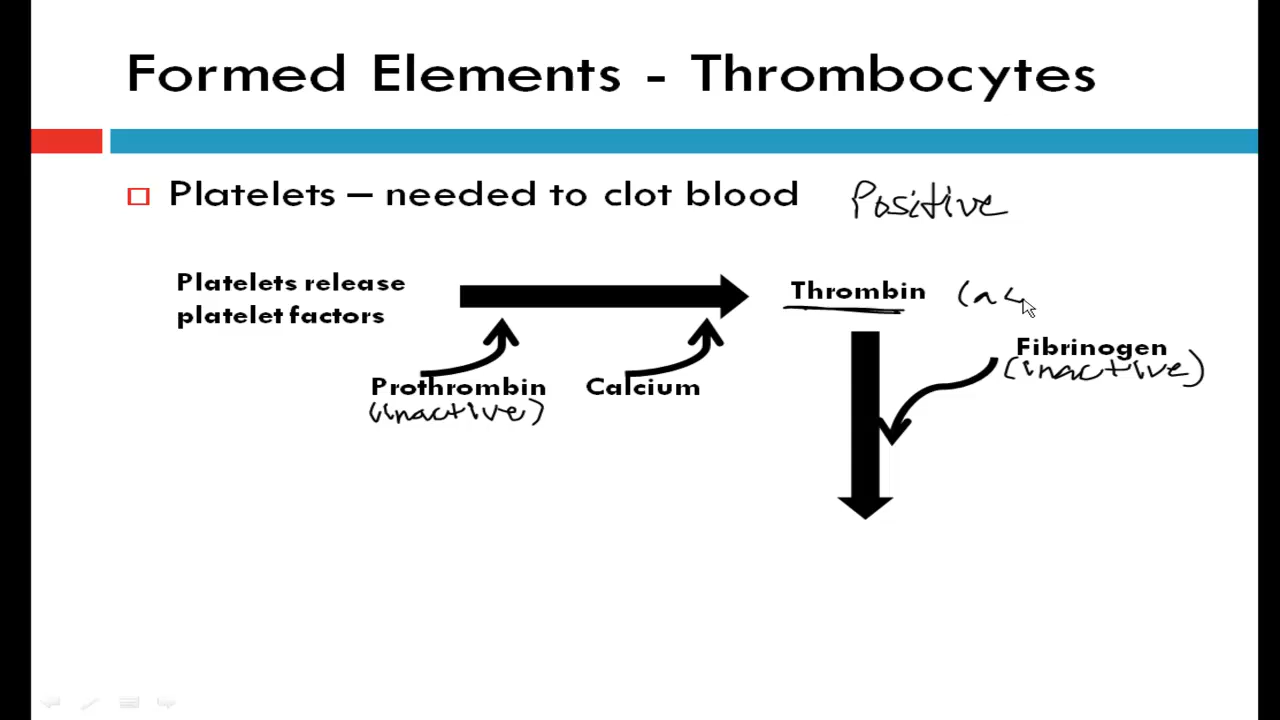 Formed Elements - Thrombocytes
Platelets – needed to clot blood Positive
Platelets release
platelet factors
Thrombin
Fibrinogen
(inactive)
Prothrombin
(inactive)
Calcium